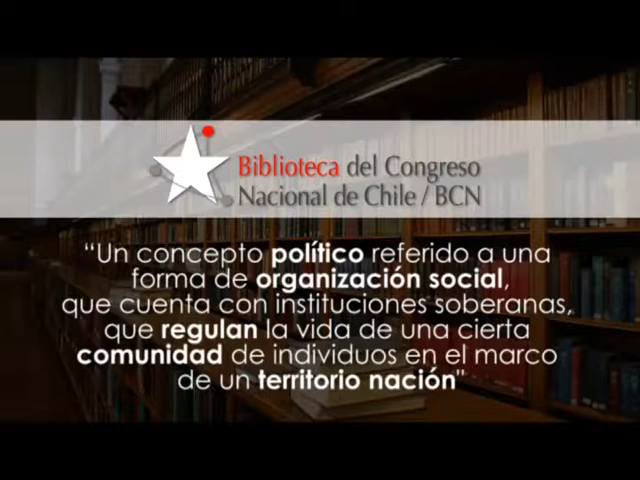 Biblioteca del Congreso
Nacional de Chile / BCN
“Un concepto político referido a una
forma de organización social,
que cuenta con instituciones soberanas,
que regulan la vida de una cierta
comunidad de individuos en el marco
de un territorio nación"